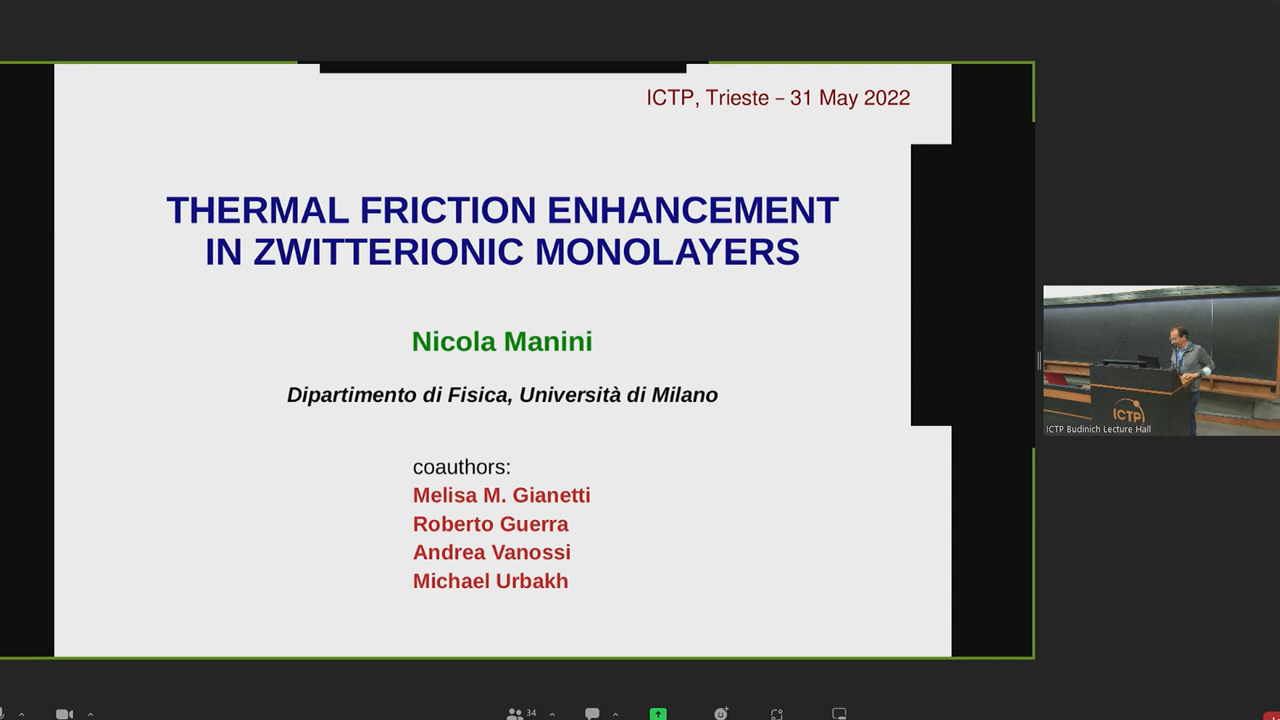 ICTP, Trieste – 31 May 2022
THERMAL FRICTION ENHANCEMENT
IN ZWITTERIONIC MONOLAYERS
Nicola Manini
Dipartimento di Fisica, Università di Milano
coauthors:
Melisa M. Gianetti
Roberto Guerra
Andrea Vanossi
Michael Urbakh
ICTP
ICTP Budinich Lecture Hall
34